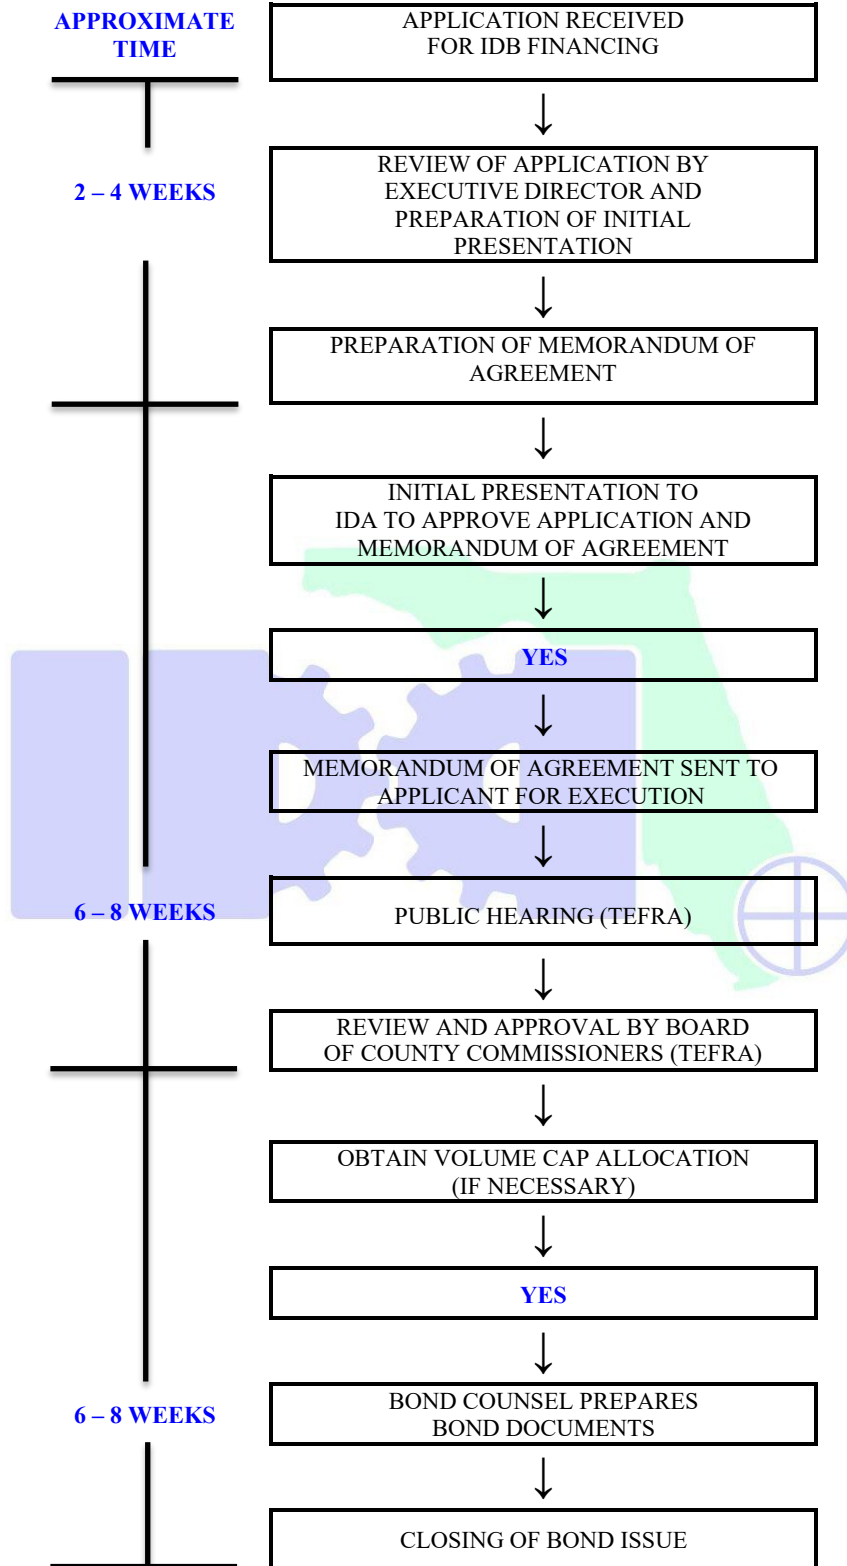 APPROXIMATE
TIME
APPLICATION RECEIVED
FOR IDB FINANCING
2 – 4 WEEKS
REVIEW OF APPLICATION BY
EXECUTIVE DIRECTOR AND
PREPARATION OF INITIAL
PRESENTATION
PREPARATION OF MEMORANDUM OF
AGREEMENT
INITIAL PRESENTATION TO
IDA TO APPROVE APPLICATION AND
MEMORANDUM OF AGREEMENT
YES
MEMORANDUM OF AGREEMENT SENT TO
APPLICANT FOR EXECUTION
6 – 8 WEEKS
PUBLIC HEARING (TEFRA)
REVIEW AND APPROVAL BY BOARD
OF COUNTY COMMISSIONERS (TEFRA)
OBTAIN VOLUME CAP ALLOCATION
(IF NECESSARY)
YES
6 – 8 WEEKS
BOND COUNSEL PREPARES
BOND DOCUMENTS
CLOSING OF BOND ISSUE